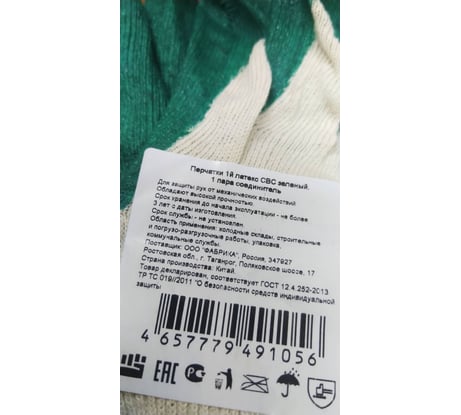 Перчатки 1й латекс СВС зеленый.
1 пара соединитель
Для защиты рук от механических воздействий
Обладают высокой прочностью.
Срок хранения до начала эксплуатации - не более
3 лет с даты изготовления.
Срок службы - не установлен.
Область применения: холодные склады, строительные
и погрузо-разгрузочные работы, упаковка,
коммунальные службы.
Поставщик: ООО "ФАБРИКА", Россия, 347927
Ростовская обл., г. Таганрог, Поляковское шоссе, 17
Страна производства: Китай.
Товар декларирован, соответствует ГОСТ 12.4.252-2013
ТР ТС 019//2011 "О безопасности средств индивидуальной
защиты
4 657779 491056
ЕАС